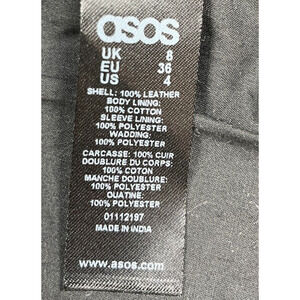 asos
UK 8
EU 36
US 4
SHELL: 100% LEATHER
BODY LINING:
100% COTTON
SLEEVE LINING:
100% POLYESTER
WADDING:
100% POLYESTER
CARCASSE: 100% CUIR
DOUBLURE DU CORPS:
100% COTON
MANCHE DOUBLURE:
100% POLYESTER
OUATINE:
100% POLYESTER
01112197
MADE IN INDIA
www.asos.com